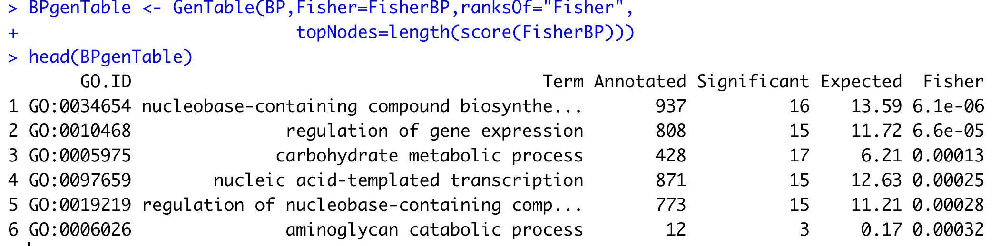 > BPgenTable <- GenTable(BP,Fisher=FisherBP,ranksOf="Fisher",
+                             topNodes=length(score(FisherBP)))
> head(BPgenTable)
       GO.ID                                        Term Annotated Significant Expected  Fisher
1 GO:0034654 nucleobase-containing compound biosynthe...       937          16    13.59 6.1e-06
2 GO:0010468               regulation of gene expression       808          15    11.72 6.6e-05
3 GO:0005975              carbohydrate metabolic process       428          17     6.21 0.00013
4 GO:0097659        nucleic acid-templated transcription       871          15    12.63 0.00025
5 GO:0019219 regulation of nucleobase-containing comp...       773          15    11.21 0.00028
6 GO:0006026               aminoglycan catabolic process        12           3     0.17 0.00032